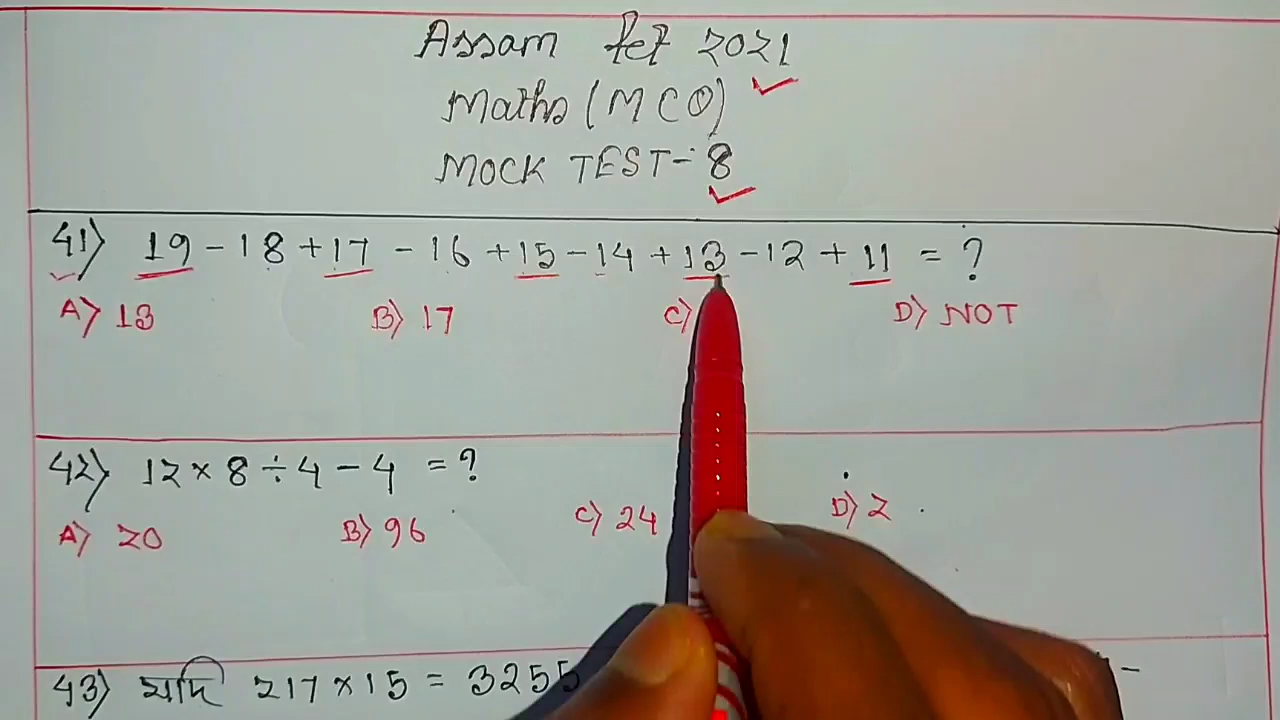 Assam Tet 2021
Maths (MCQ)
MOCK TEST- 8
41) 19 - 18 + 17 - 16 + 15 - 14 + 13 - 12 + 11 = ?
A) 13 B) 17 C) D) NOT
42) 12 × 8 ÷ 4 - 4 = ?
A) 20 B) 96 C) 24 D) 2
43) যদি 217 × 15 = 3255